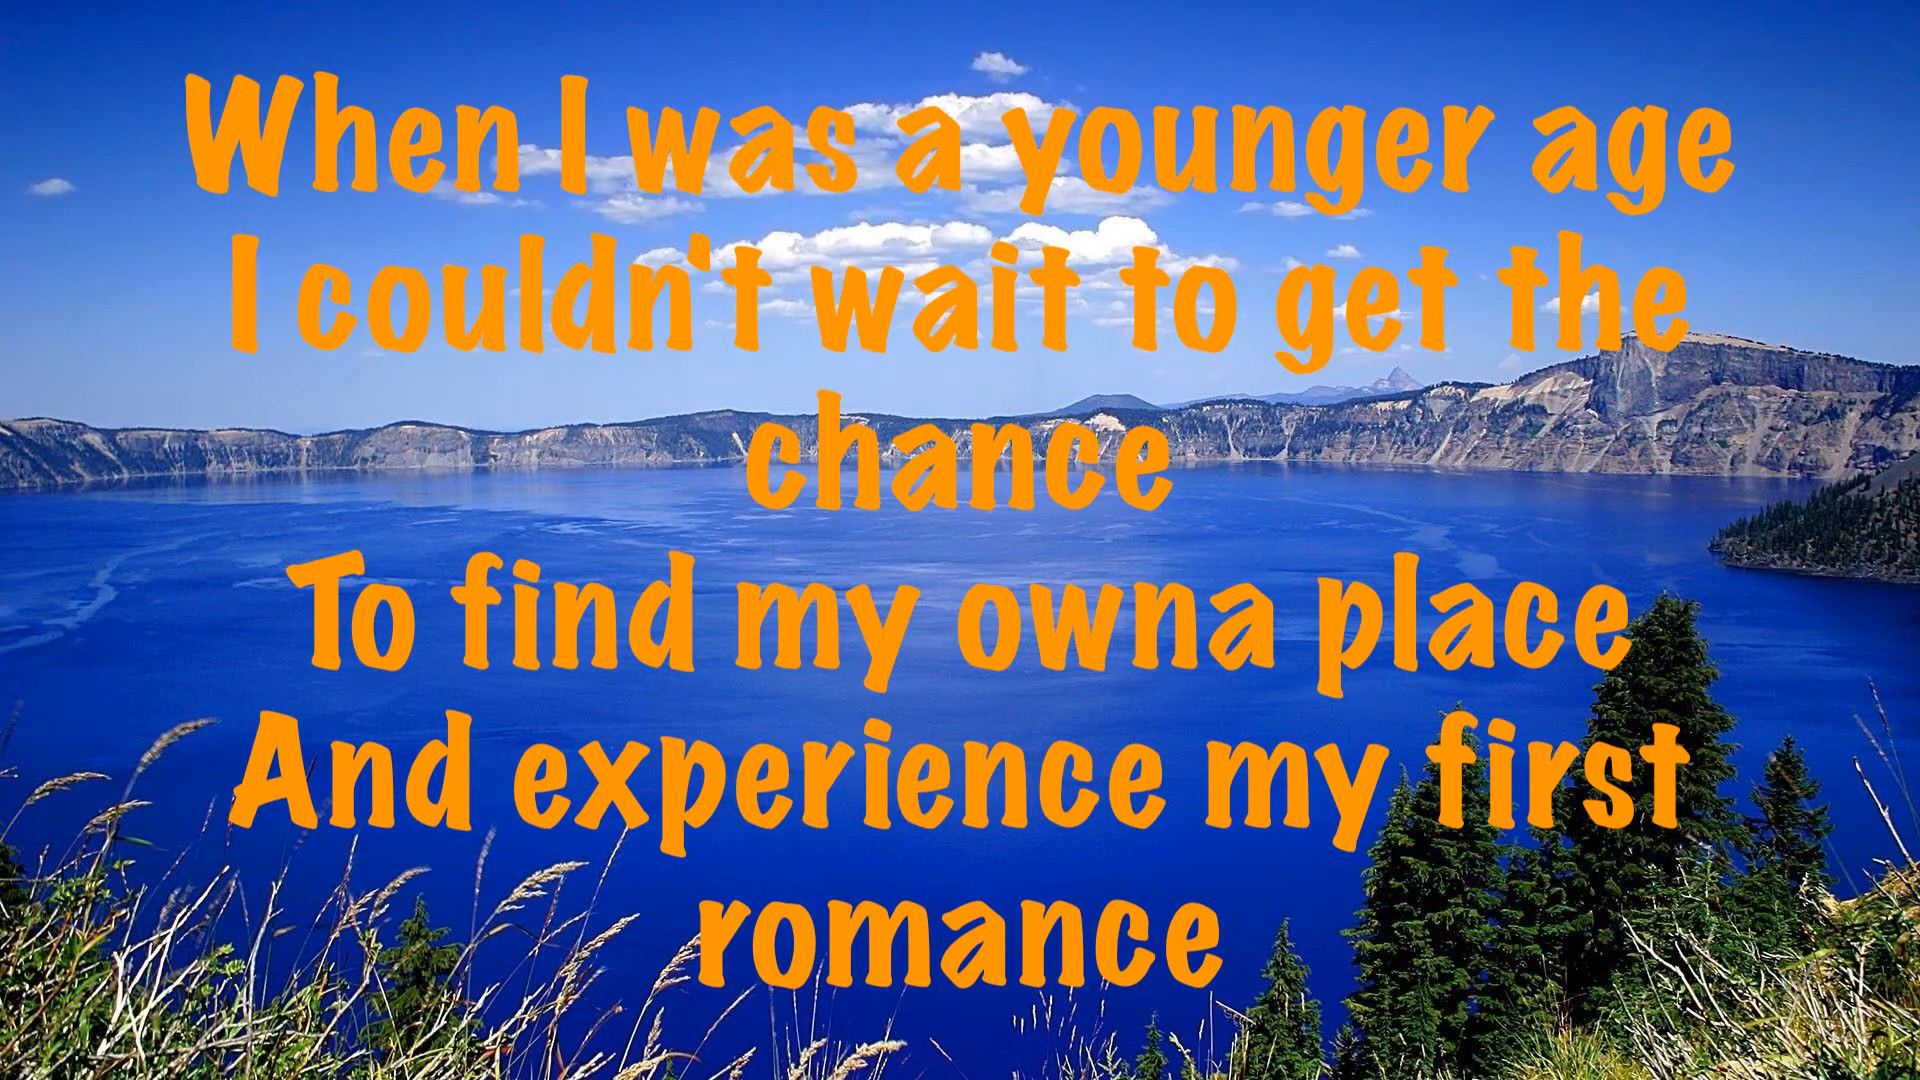 When I was a younger age
I couldn't wait to get the
chance
To find my owna place
And experience my first
romance